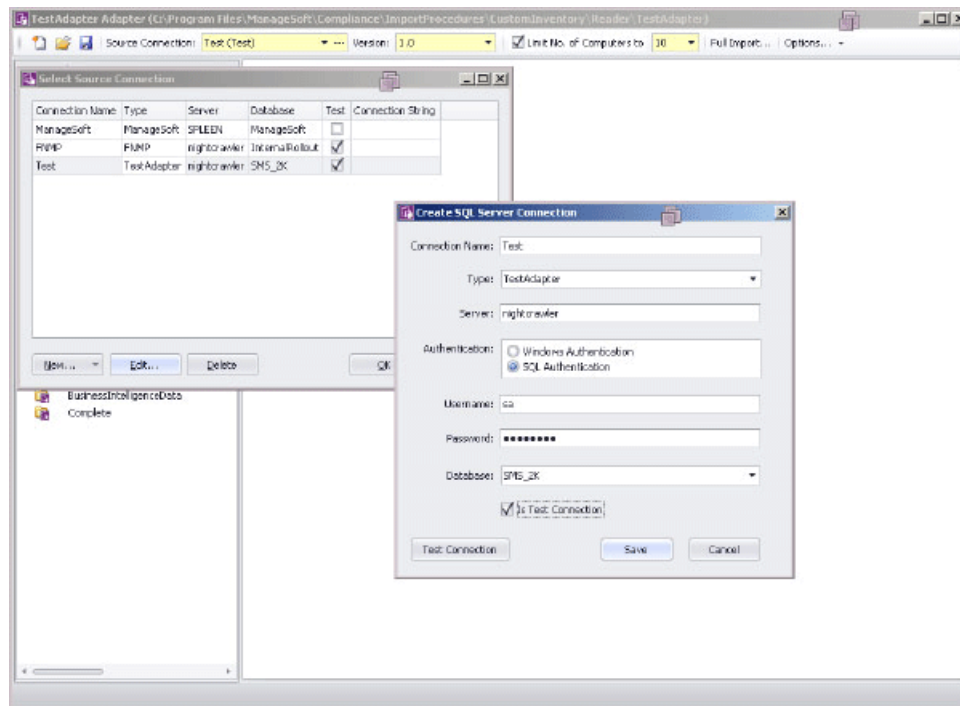 TestAdapter Adapter (C:\Program Files\ManageSoft\Compliance\ImportProcedures\CustomInventory\Reader\TestAdapter)
Source Connection: Test (Test) ... Version: 1.0 Limit No. of Computers to 10 Full Import... Options...
Select Source Connection
Connection Name Type Server Database Test Connection String
ManageSoft ManageSoft SPLEEN ManageSoft
FNMP FNMP nightcrawler InternalRollout
Test TestAdapter nightcrawler SMS_2K
New... Edit... Delete OK
BusinessIntelligenceData
Complete
Create SQL Server Connection
Connection Name: Test
Type: TestAdapter
Server: nightcrawler
Authentication: Windows Authentication
SQL Authentication
Username: sa
Password: ●●●●●●●●
Database: SMS_2K
Is Test Connection
Test Connection Save Cancel